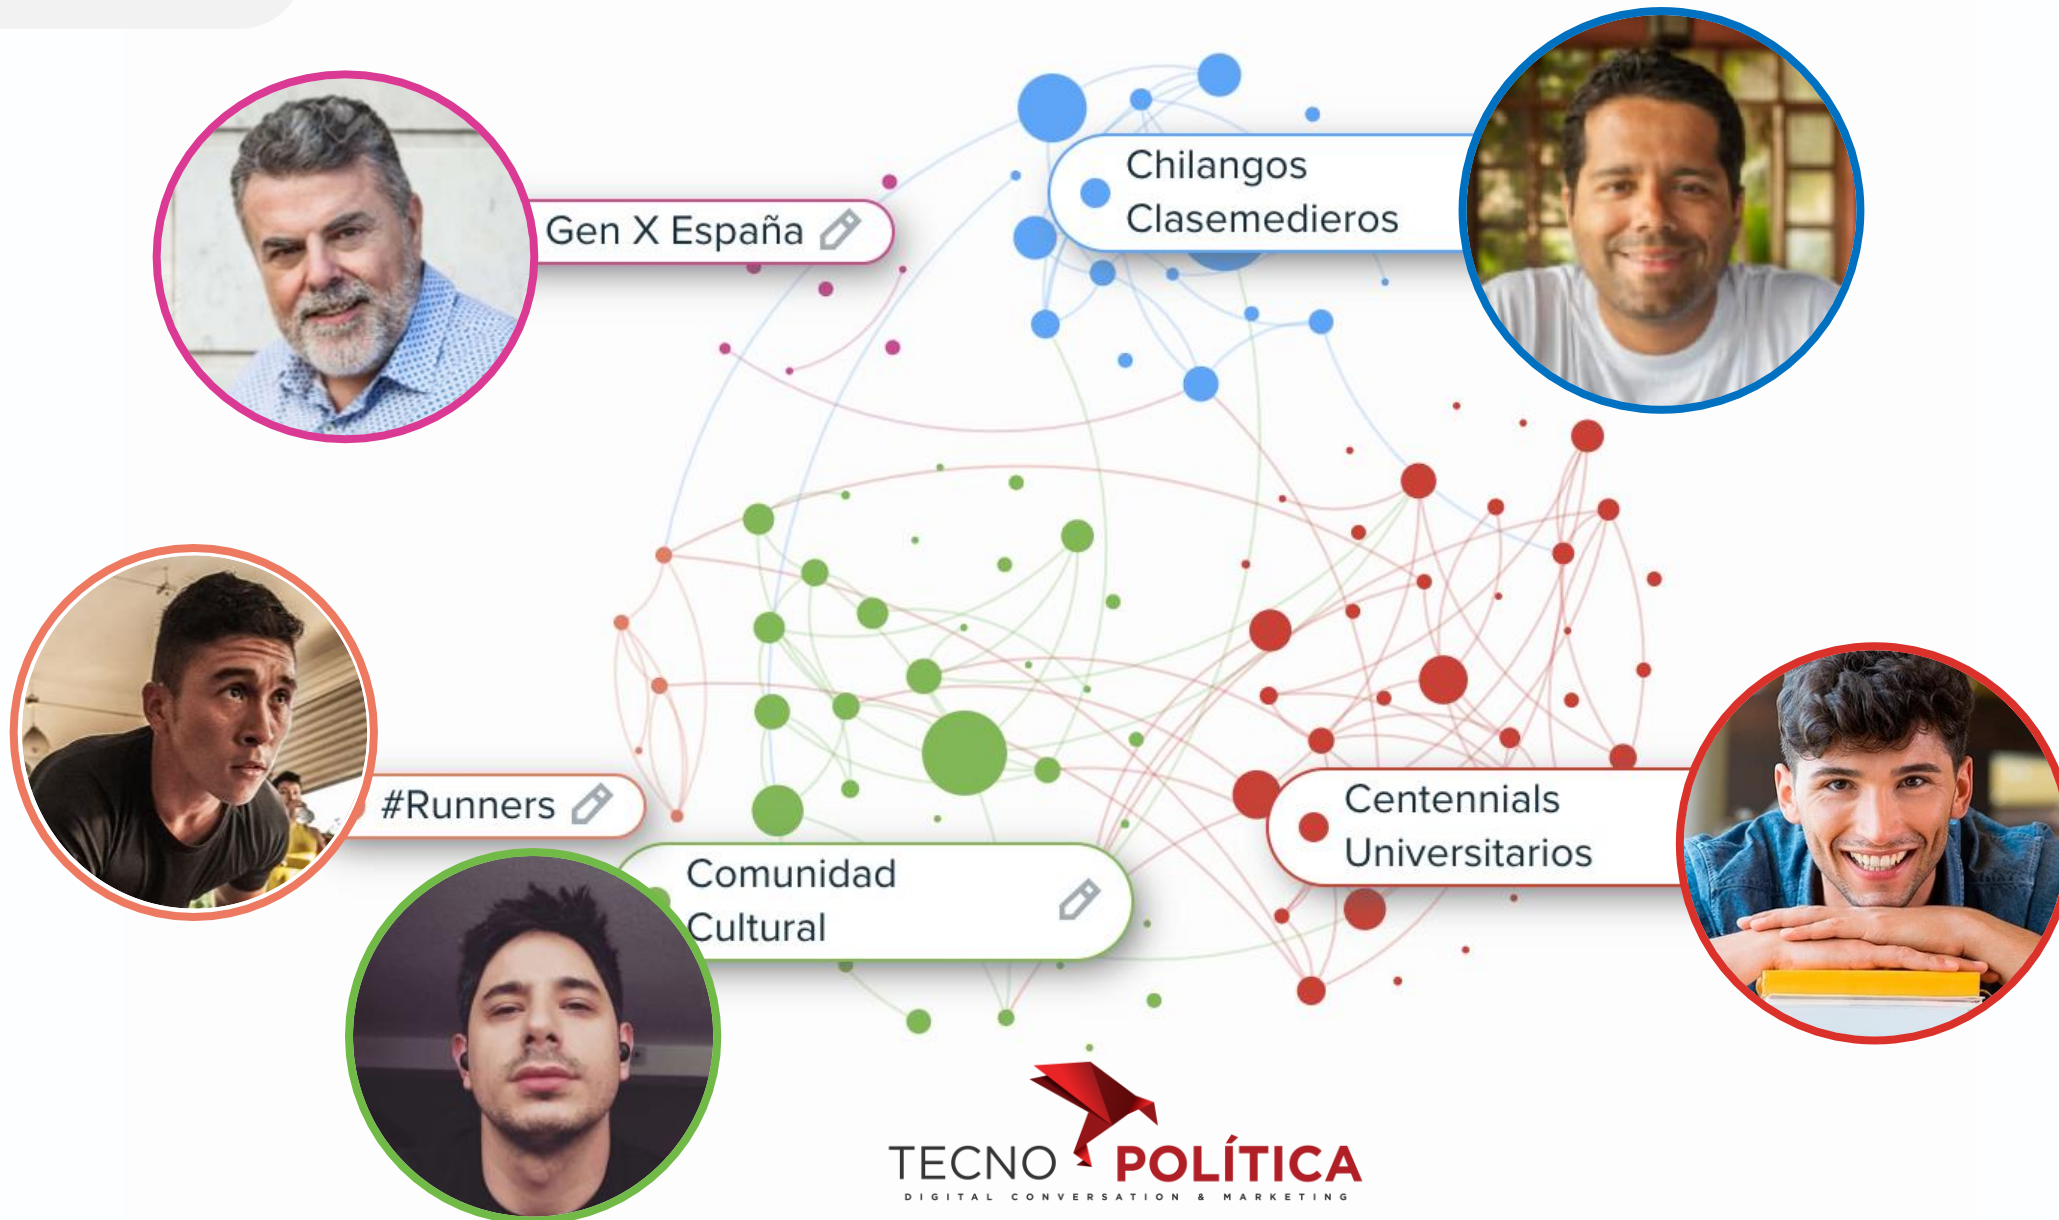 Gen X España
Chilangos
Clasemedieros
#Runners
Comunidad
Cultural
Centennials
Universitarios
TECNO POLÍTICA
DIGITAL CONVERSATION & MARKETING